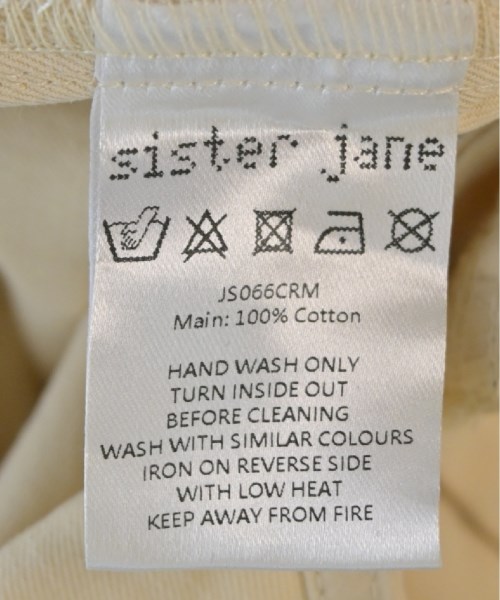 sister jane
JS066CRM
Main: 100% Cotton
HAND WASH ONLY
TURN INSIDE OUT
BEFORE CLEANING
WASH WITH SIMILAR COLOURS
IRON ON REVERSE SIDE
WITH LOW HEAT
KEEP AWAY FROM FIRE